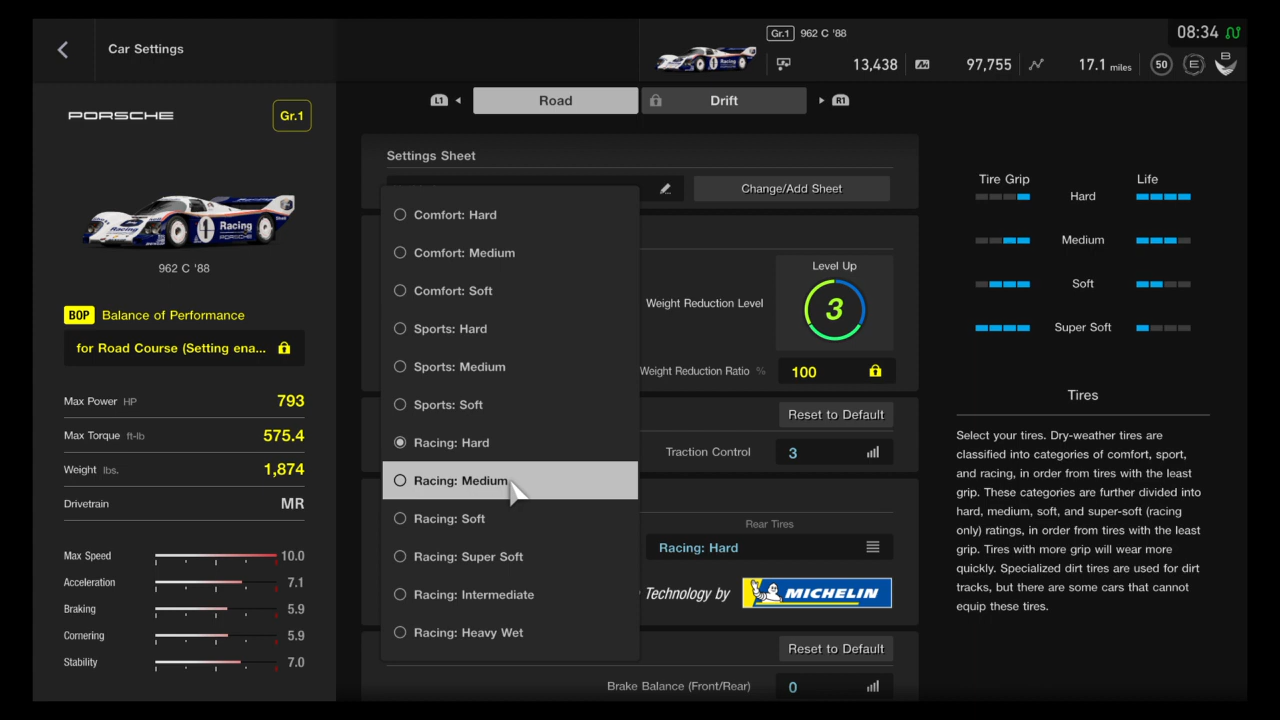 Car Settings
Gr.1 962 C '88
08:34
13,438 97,755 17.1 miles 50 E B
L1 Road Drift R1
PORSCHE Gr.1
1 Racing
PORSCHE
962 C '88
BOP Balance of Performance
for Road Course (Setting ena...
Max Power HP 793
Max Torque ft-lb 575.4
Weight lbs. 1,874
Drivetrain MR
Max Speed 10.0
Acceleration 7.1
Braking 5.9
Cornering 5.9
Stability 7.0
Settings Sheet
Change/Add Sheet
Comfort: Hard
Comfort: Medium
Comfort: Soft
Sports: Hard
Sports: Medium
Sports: Soft
Racing: Hard
Racing: Medium
Racing: Soft
Racing: Super Soft
Racing: Intermediate
Racing: Heavy Wet
Level Up
Weight Reduction Level 3
Weight Reduction Ratio % 100
Reset to Default
Traction Control 3
Rear Tires
Racing: Hard
Technology by MICHELIN
Reset to Default
Brake Balance (Front/Rear) 0
Tire Grip Life
Hard
Medium
Soft
Super Soft
Tires
Select your tires. Dry-weather tires are
classified into categories of comfort, sport,
and racing, in order from tires with the least
grip. These categories are further divided into
hard, medium, soft, and super-soft (racing
only) ratings, in order from tires with the least
grip. Tires with more grip will wear more
quickly. Specialized dirt tires are used for dirt
tracks, but there are some cars that cannot
equip these tires.